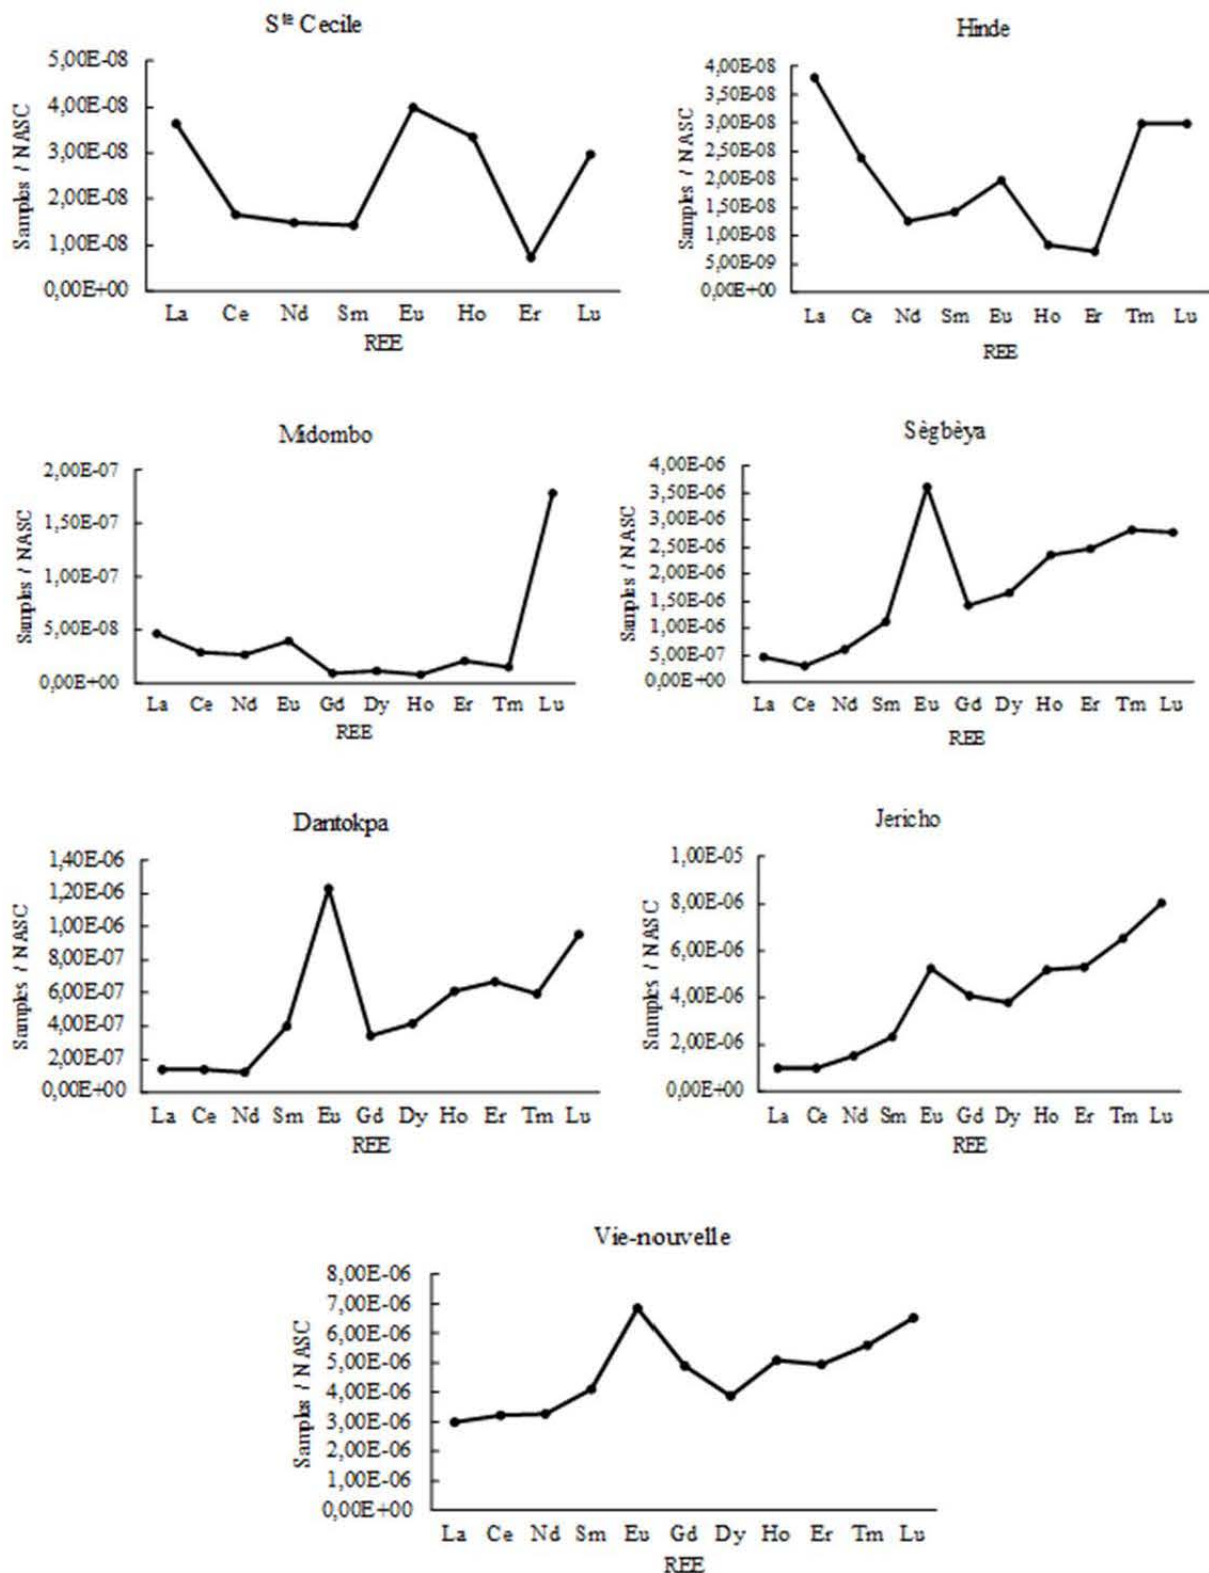 Sᵗᵉ Cecile
5,00E-08
4,00E-08
3,00E-08
2,00E-08
1,00E-08
0,00E+00
Samples / NASC
La Ce Nd Sm Eu Ho Er Lu
REE
Hinde
4,00E-08
3,50E-08
3,00E-08
2,50E-08
2,00E-08
1,50E-08
1,00E-08
5,00E-09
0,00E+00
Samples / NASC
La Ce Nd Sm Eu Ho Er Tm Lu
REE
Midombo
2,00E-07
1,50E-07
1,00E-07
5,00E-08
0,00E+00
Samples / NASC
La Ce Nd Eu Gd Dy Ho Er Tm Lu
REE
Sègbèya
4,00E-06
3,50E-06
3,00E-06
2,50E-06
2,00E-06
1,50E-06
1,00E-06
5,00E-07
0,00E+00
Samples / NASC
La Ce Nd Sm Eu Gd Dy Ho Er Tm Lu
REE
Dantokpa
1,40E-06
1,20E-06
1,00E-06
8,00E-07
6,00E-07
4,00E-07
2,00E-07
0,00E+00
Samples / NASC
La Ce Nd Sm Eu Gd Dy Ho Er Tm Lu
REE
Jericho
1,00E-05
8,00E-06
6,00E-06
4,00E-06
2,00E-06
0,00E+00
Samples / NASC
La Ce Nd Sm Eu Gd Dy Ho Er Tm Lu
REE
Vie-nouvelle
8,00E-06
7,00E-06
6,00E-06
5,00E-06
4,00E-06
3,00E-06
2,00E-06
1,00E-06
0,00E+00
Samples / NASC
La Ce Nd Sm Eu Gd Dy Ho Er Tm Lu
REE